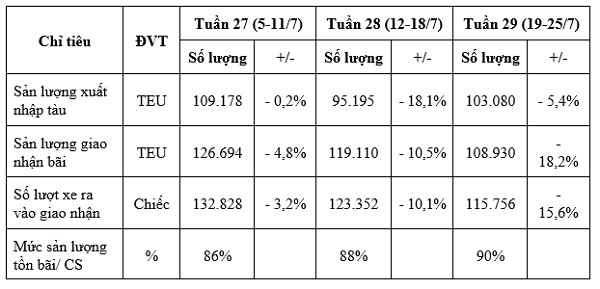 Chỉ tiêu ĐVT Tuần 27 (5-11/7) Tuần 28 (12-18/7) Tuần 29 (19-25/7)
Số lượng +/- Số lượng +/- Số lượng +/-
Sản lượng xuất
nhập tàu TEU 109.178 - 0,2% 95.195 - 18,1% 103.080 - 5,4%
Sản lượng giao
nhận bãi TEU 126.694 - 4,8% 119.110 - 10,5% 108.930 -
18,2%
Số lượt xe ra
vào giao nhận Chiếc 132.828 - 3,2% 123.352 - 10,1% 115.756 -
15,6%
Mức sản lượng
tồn bãi/ CS % 86% 88% 90%